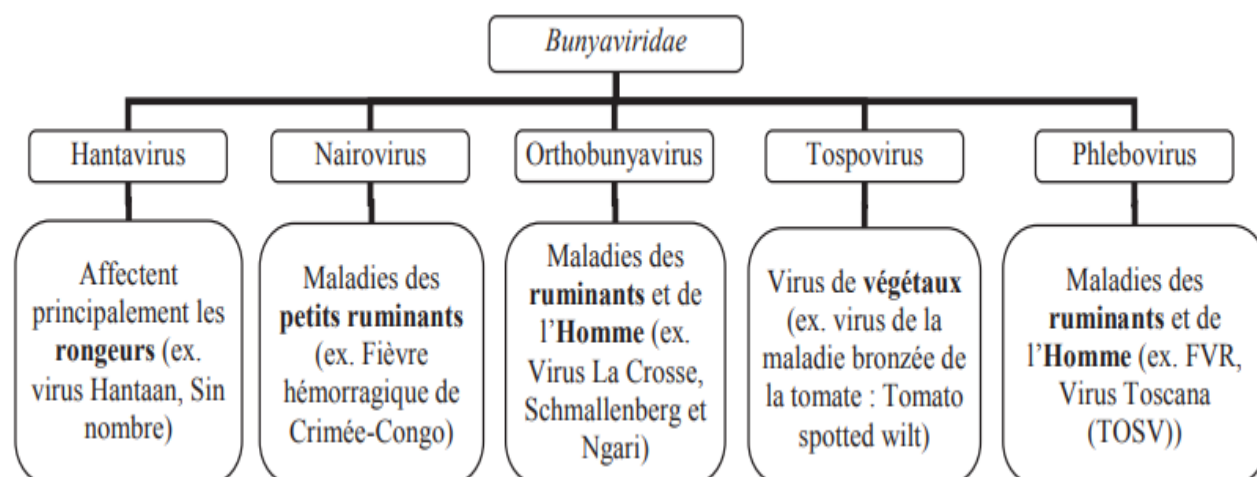 Bunyaviridae
Hantavirus
Nairovirus
Orthobunyavirus
Tospovirus
Phlebovirus
Affectent
principalement les
rongeurs (ex.
virus Hantaan, Sin
nombre)
Maladies des
petits ruminants
(ex. Fièvre
hémorragique de
Crimée-Congo)
Maladies des
ruminants et de
l’Homme (ex.
Virus La Crosse,
Schmallenberg et
Ngari)
Virus de végétaux
(ex. virus de la
maladie bronzée de
la tomate : Tomato
spotted wilt)
Maladies des
ruminants et de
l’Homme (ex. FVR,
Virus Toscana
(TOSV))